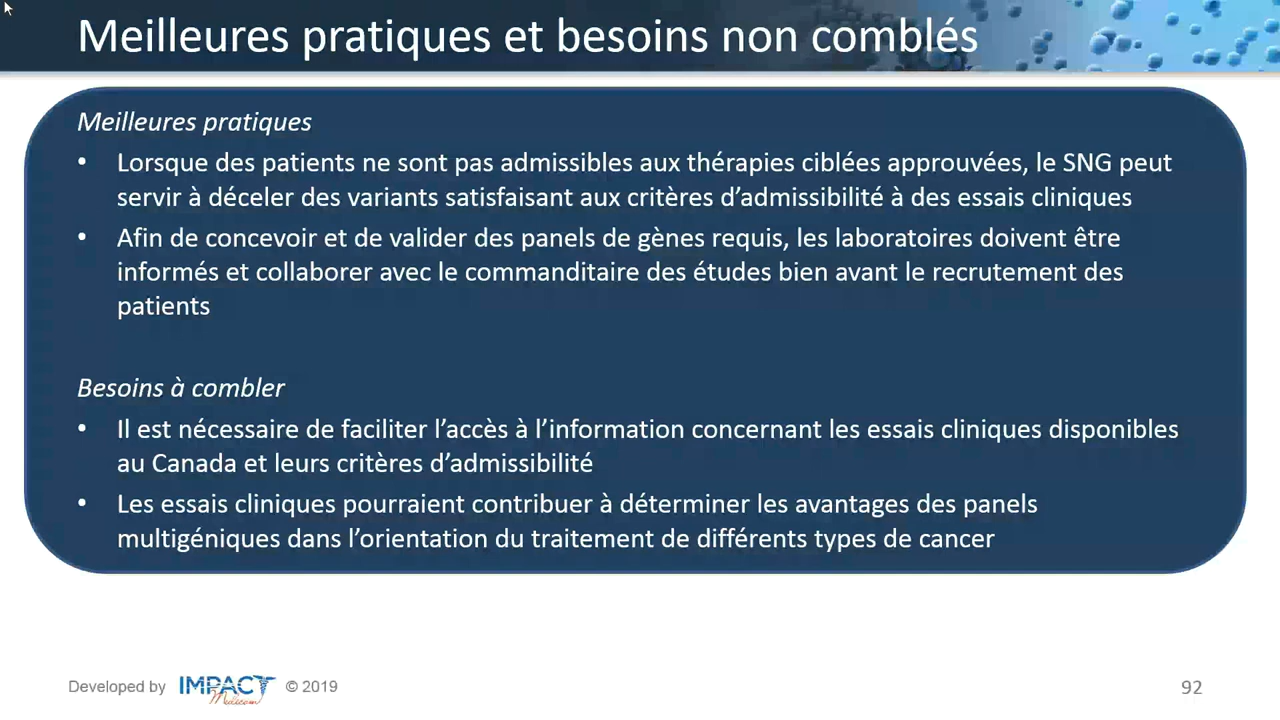 Meilleures pratiques et besoins non comblés
Meilleures pratiques
• Lorsque des patients ne sont pas admissibles aux thérapies ciblées approuvées, le SNG peut
servir à déceler des variants satisfaisant aux critères d’admissibilité à des essais cliniques
• Afin de concevoir et de valider des panels de gènes requis, les laboratoires doivent être
informés et collaborer avec le commanditaire des études bien avant le recrutement des
patients
Besoins à combler
• Il est nécessaire de faciliter l’accès à l’information concernant les essais cliniques disponibles
au Canada et leurs critères d’admissibilité
• Les essais cliniques pourraient contribuer à déterminer les avantages des panels
multigéniques dans l’orientation du traitement de différents types de cancer
Developed by IMPACT Medicom © 2019
92